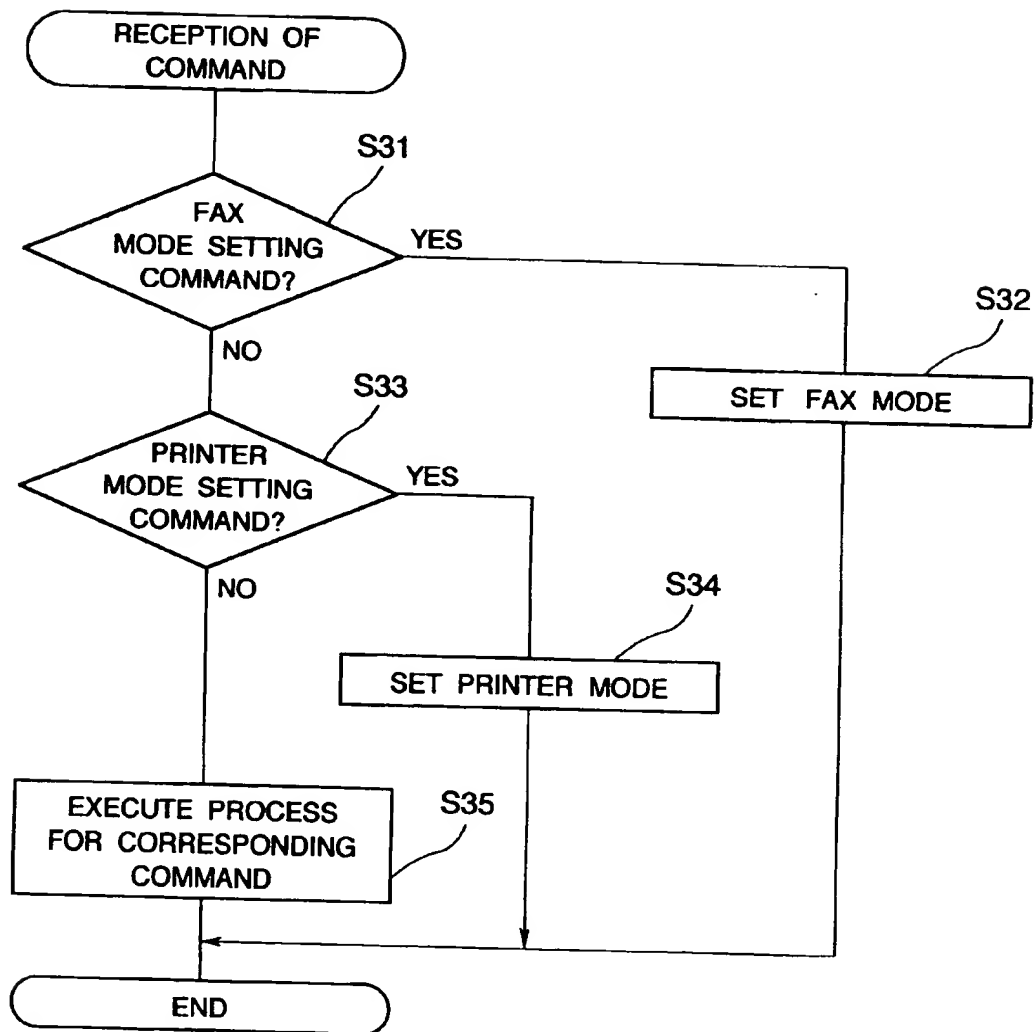 RECEPTION OF
COMMAND
S31
FAX
MODE SETTING
COMMAND?
YES
NO
S32
SET FAX MODE
S33
PRINTER
MODE SETTING
COMMAND?
YES
NO
S34
SET PRINTER MODE
EXECUTE PROCESS
FOR CORRESPONDING
COMMAND
S35
END